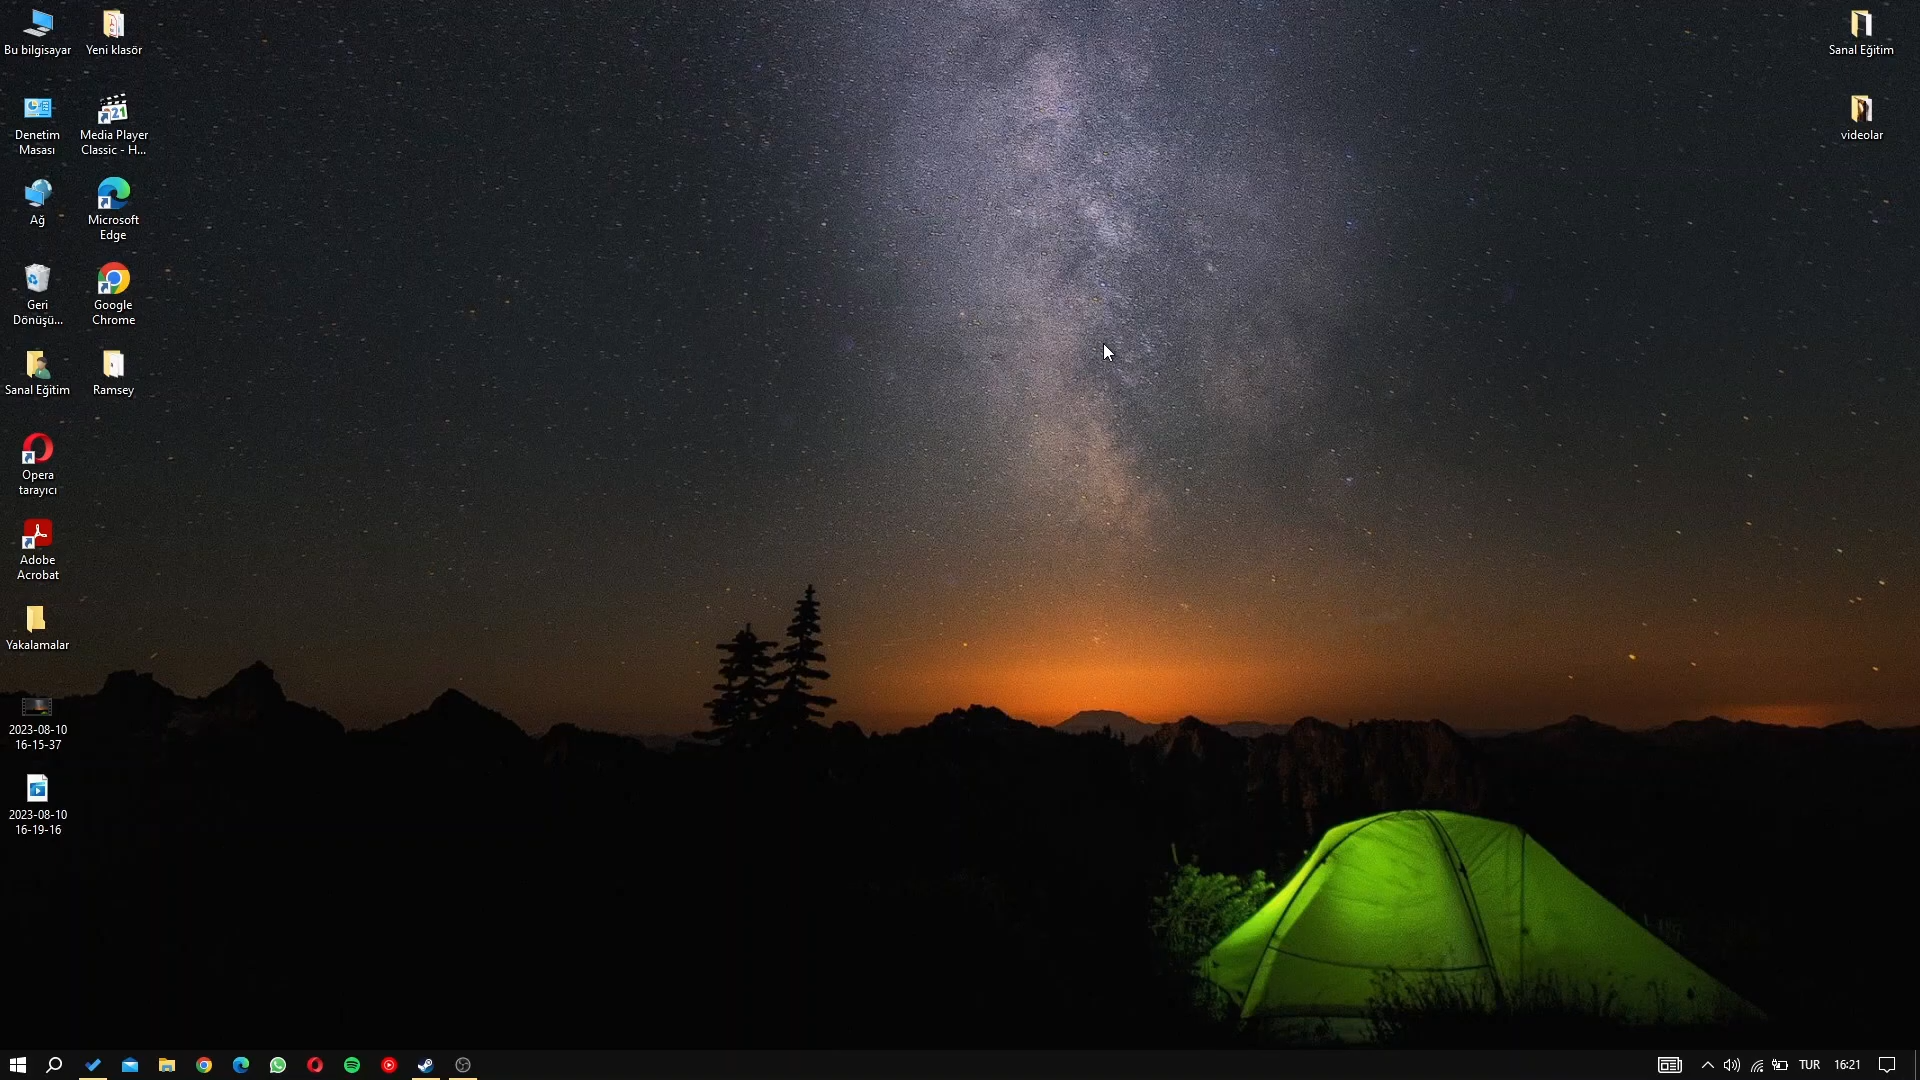 Bu bilgisayar
Yeni klasör
Sanal Eğitim
Denetim
Masası
Media Player
Classic - H...
videolar
Ağ
Microsoft
Edge
Geri
Dönüşü...
Google
Chrome
Sanal Eğitim
Ramsey
Opera
tarayıcı
Adobe
Acrobat
Yakalamalar
2023-08-10
16-15-37
2023-08-10
16-19-16
TUR
16:21